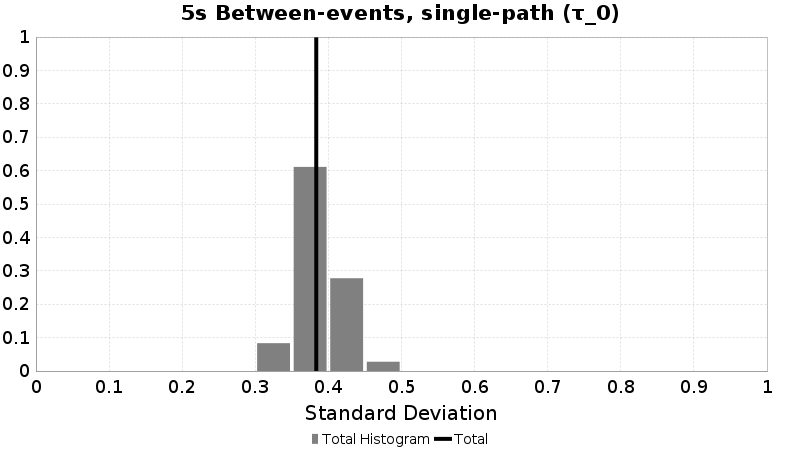 5s Between-events, single-path (τ_0)
1
0.9
0.8
0.7
0.6
0.5
0.4
0.3
0.2
0.1
0
0 0.1 0.2 0.3 0.4 0.5 0.6 0.7 0.8 0.9 1
Standard Deviation
Total Histogram Total